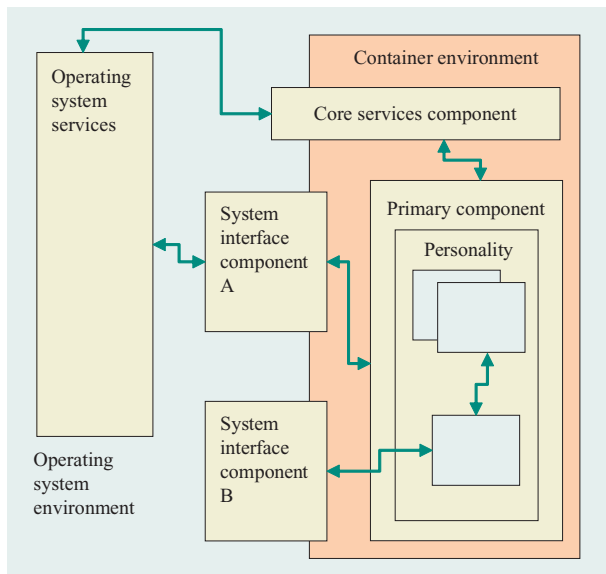 Operating
system
services
Container environment
Core services component
System
interface
component
A
Primary component
Personality
System
interface
component
B
Operating
system
environment